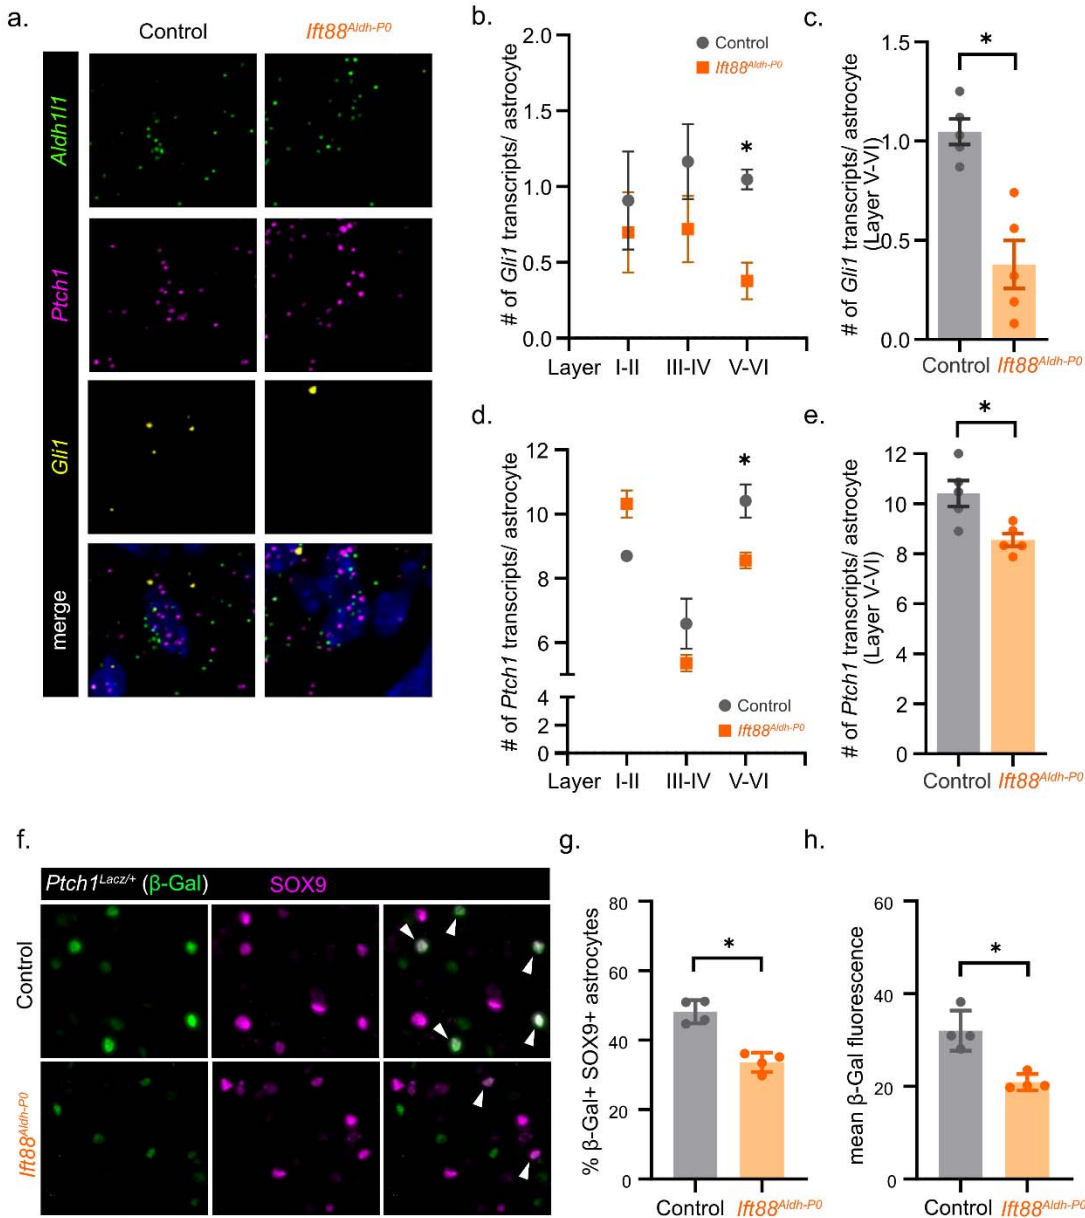 a.
Control
Ift88Aldh-P0
Aldh1l1
Ptch1
Gli1
merge
b.
# of Gli1 transcripts/ astrocyte
2.0
1.5
1.0
0.5
0.0
Control
Ift88Aldh-P0
*
Layer I-II III-IV V-VI
c.
# of Gli1 transcripts/ astrocyte
(Layer V-VI)
1.5
1.0
0.5
0.0
*
Control Ift88Aldh-P0
d.
# of Ptch1 transcripts/ astrocyte
12
10
8
6
4
2
0
*
Control
Ift88Aldh-P0
Layer I-II III-IV V-VI
e.
# of Ptch1 transcripts/ astrocyte
(Layer V-VI)
12
10
8
6
4
2
0
*
Control Ift88Aldh-P0
f.
Ptch1Lacz/+ (β-Gal) SOX9
Control
Ift88Aldh-P0
g.
% β-Gal+ SOX9+ astrocytes
80
60
40
20
0
*
Control Ift88Aldh-P0
h.
mean β-Gal fluorescence
60
40
20
0
*
Control Ift88Aldh-P0